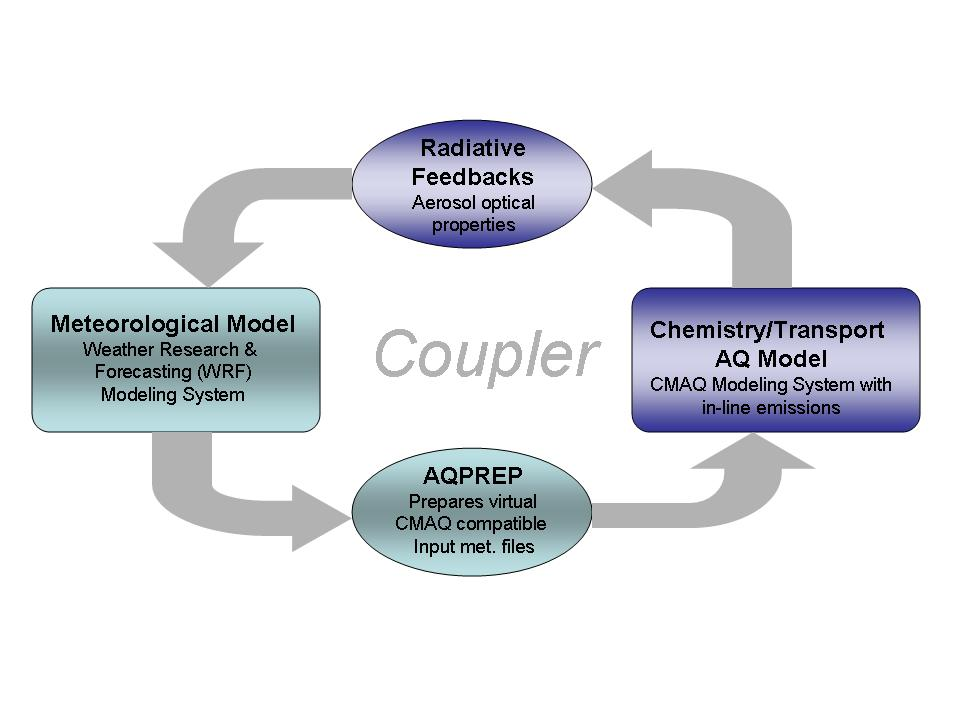 Radiative
Feedbacks
Aerosol optical
properties
Meteorological Model
Weather Research &
Forecasting (WRF)
Modeling System
Coupler
Chemistry/Transport
AQ Model
CMAQ Modeling System with
in-line emissions
AQPREP
Prepares virtual
CMAQ compatible
Input met. files